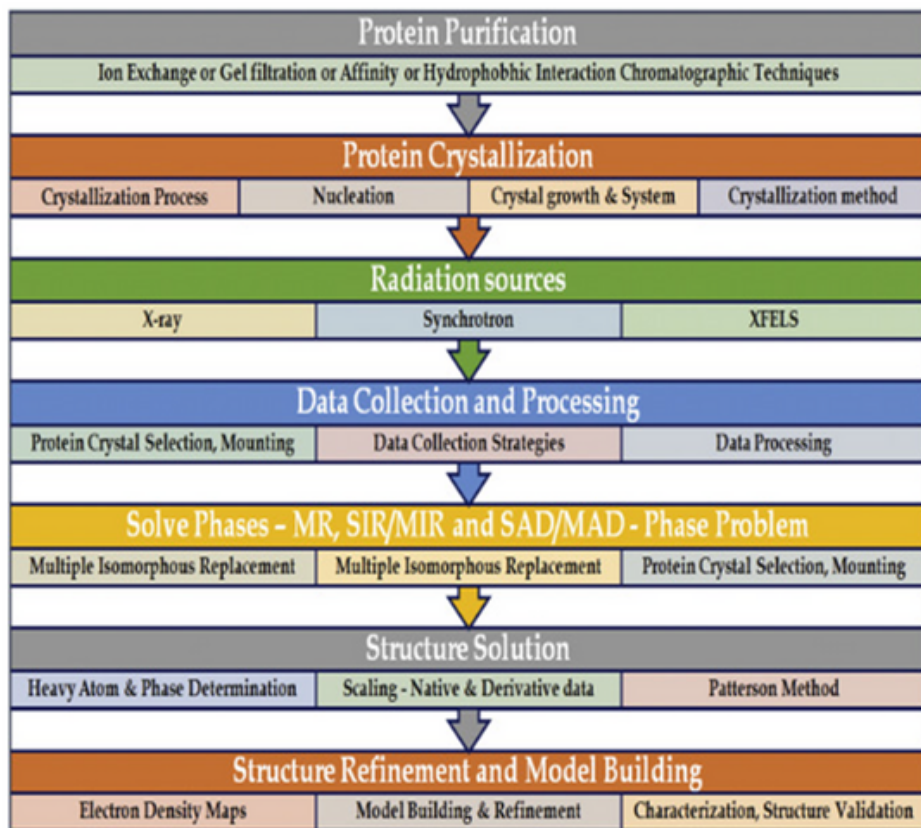 Protein Purification
Ion Exchange or Gel filtration or Affinity or Hydrophobhic Interaction Chromatographic Techniques
Protein Crystallization
Crystallization Process Nucleation Crystal growth & System Crystallization method
Radiation sources
X-ray Synchrotron XFELS
Data Collection and Processing
Protein Crystal Selection, Mounting Data Collection Strategies Data Processing
Solve Phases – MR, SIR/MIR and SAD/MAD - Phase Problem
Multiple Isomorphous Replacement Multiple Isomorphous Replacement Protein Crystal Selection, Mounting
Structure Solution
Heavy Atom & Phase Determination Scaling - Native & Derivative data Patterson Method
Structure Refinement and Model Building
Electron Density Maps Model Building & Refinement Characterization, Structure Validation